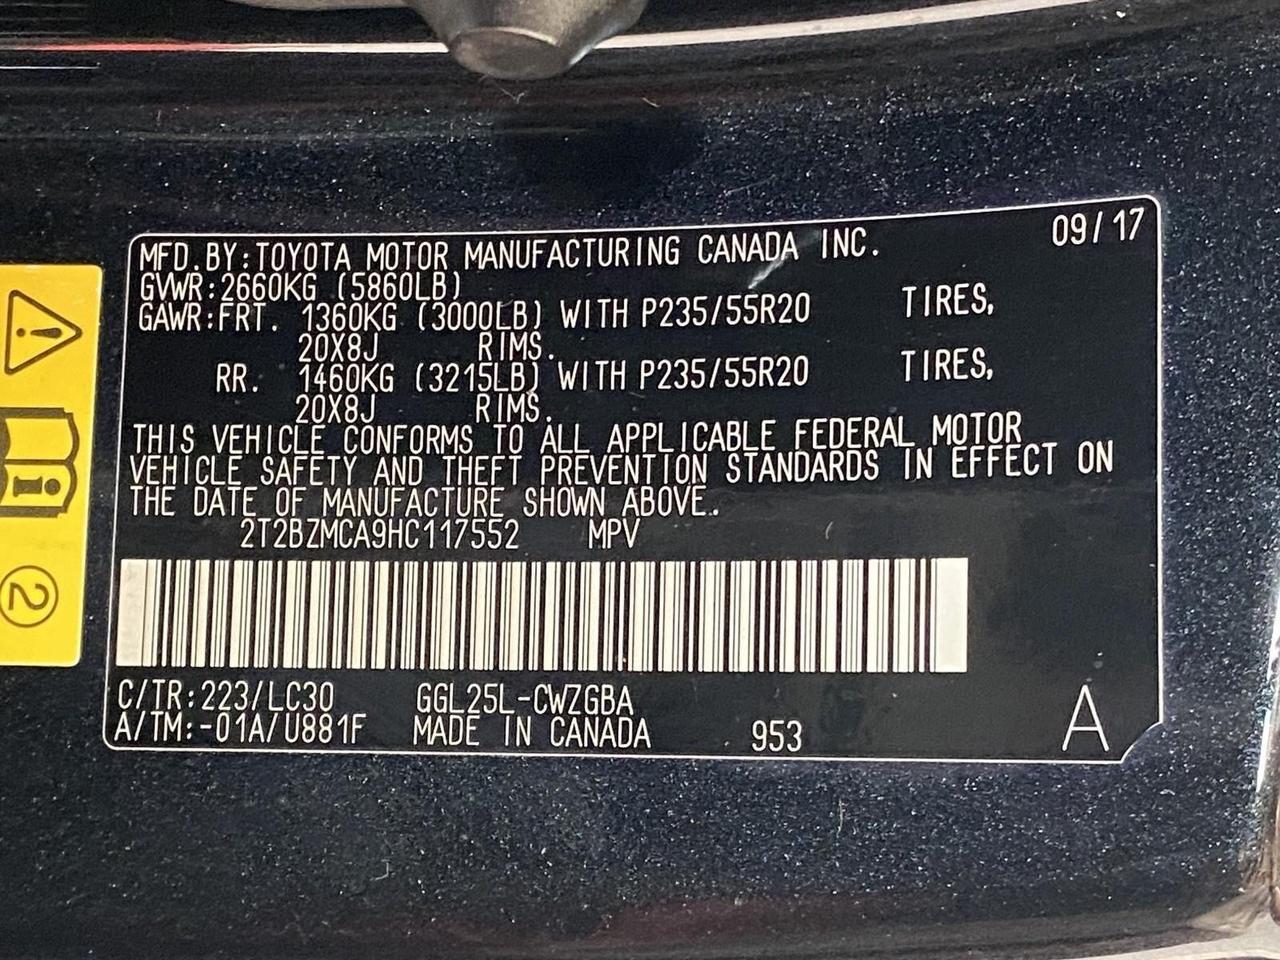 09/17
MFD.BY:TOYOTA MOTOR MANUFACTURING CANADA INC.
GVWR:2660KG (5860LB)
GAWR:FRT. 1360KG (3000LB) WITH P235/55R20 TIRES,
20X8J RIMS.
RR. 1460KG (3215LB) WITH P235/55R20 TIRES,
20X8J RIMS.
THIS VEHICLE CONFORMS TO ALL APPLICABLE FEDERAL MOTOR
VEHICLE SAFETY AND THEFT PREVENTION STANDARDS IN EFFECT ON
THE DATE OF MANUFACTURE SHOWN ABOVE.
2T2BZMCA9HC117552 MPV
C/TR:223/LC30 GGL25L-CWZGBA
A/TM:-01A/U881F MADE IN CANADA 953
A
2